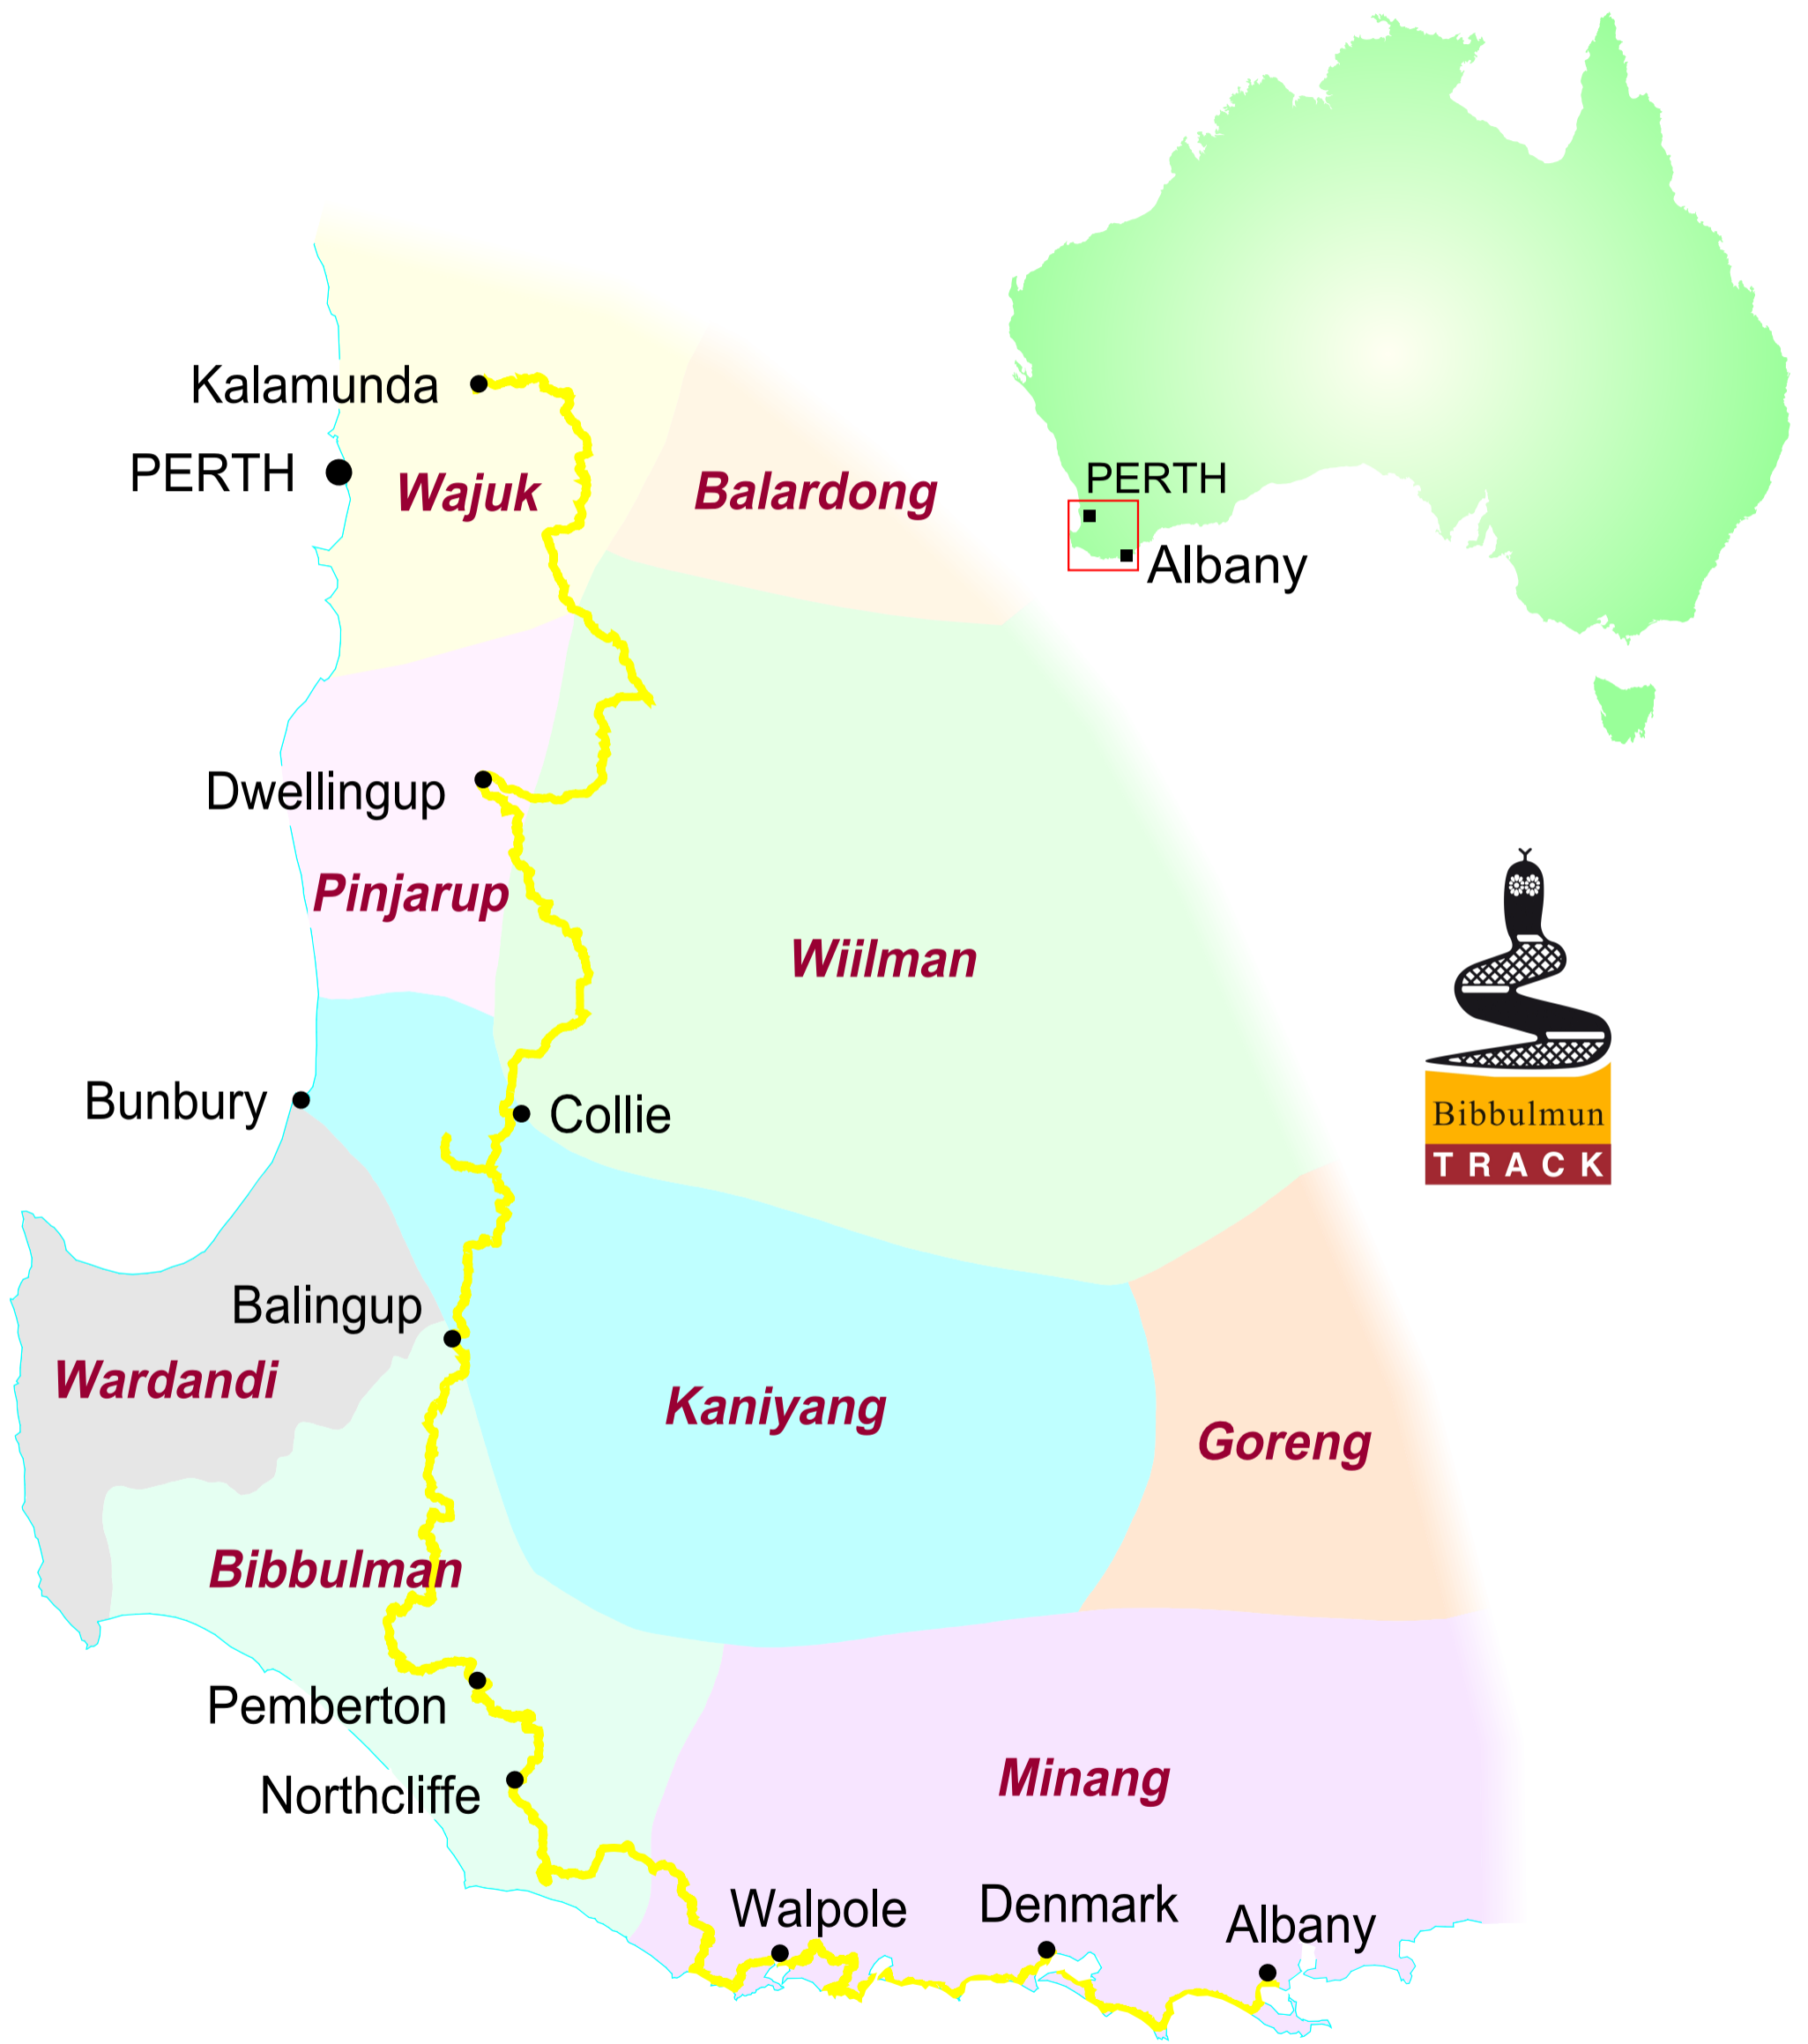 Kalamunda
PERTH
Wajuk
Balardong
PERTH
Albany
Dwellingup
Pinjarup
Wiilman
Bunbury
Collie
Bibbulmun
TRACK
Balingup
Wardandi
Kaniyang
Goreng
Bibbulman
Pemberton
Northcliffe
Minang
Walpole
Denmark
Albany